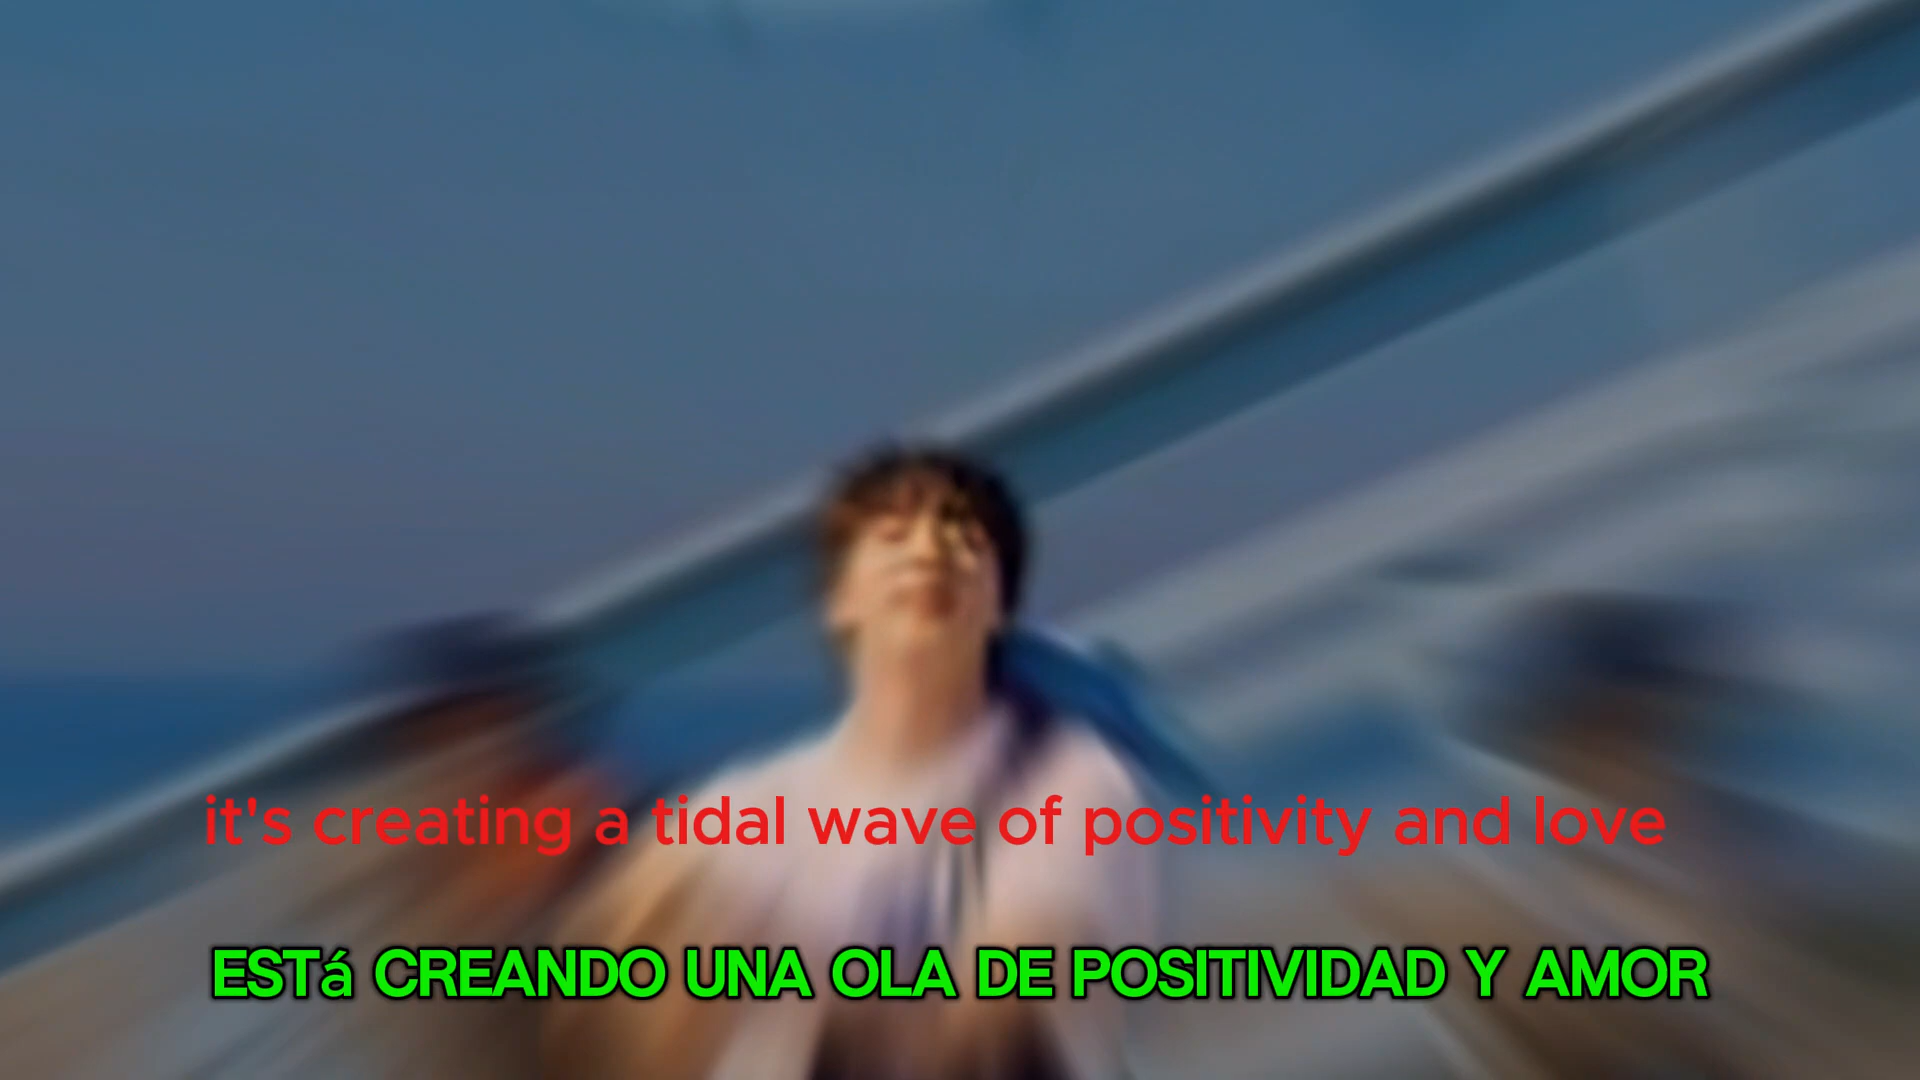 it's creating a tidal wave of positivity and love
ESTá CREANDO UNA OLA DE POSITIVIDAD Y AMOR